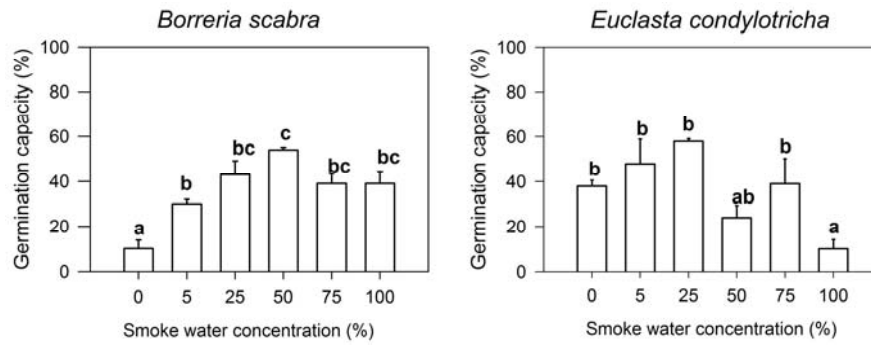 Borreria scabra
Germination capacity (%)
100
80
60
40
20
0
a
b
bc
c
bc
bc
0 5 25 50 75 100
Smoke water concentration (%)
Euclasta condylotricha
Germination capacity (%)
100
80
60
40
20
0
b
b
b
ab
b
a
0 5 25 50 75 100
Smoke water concentration (%)